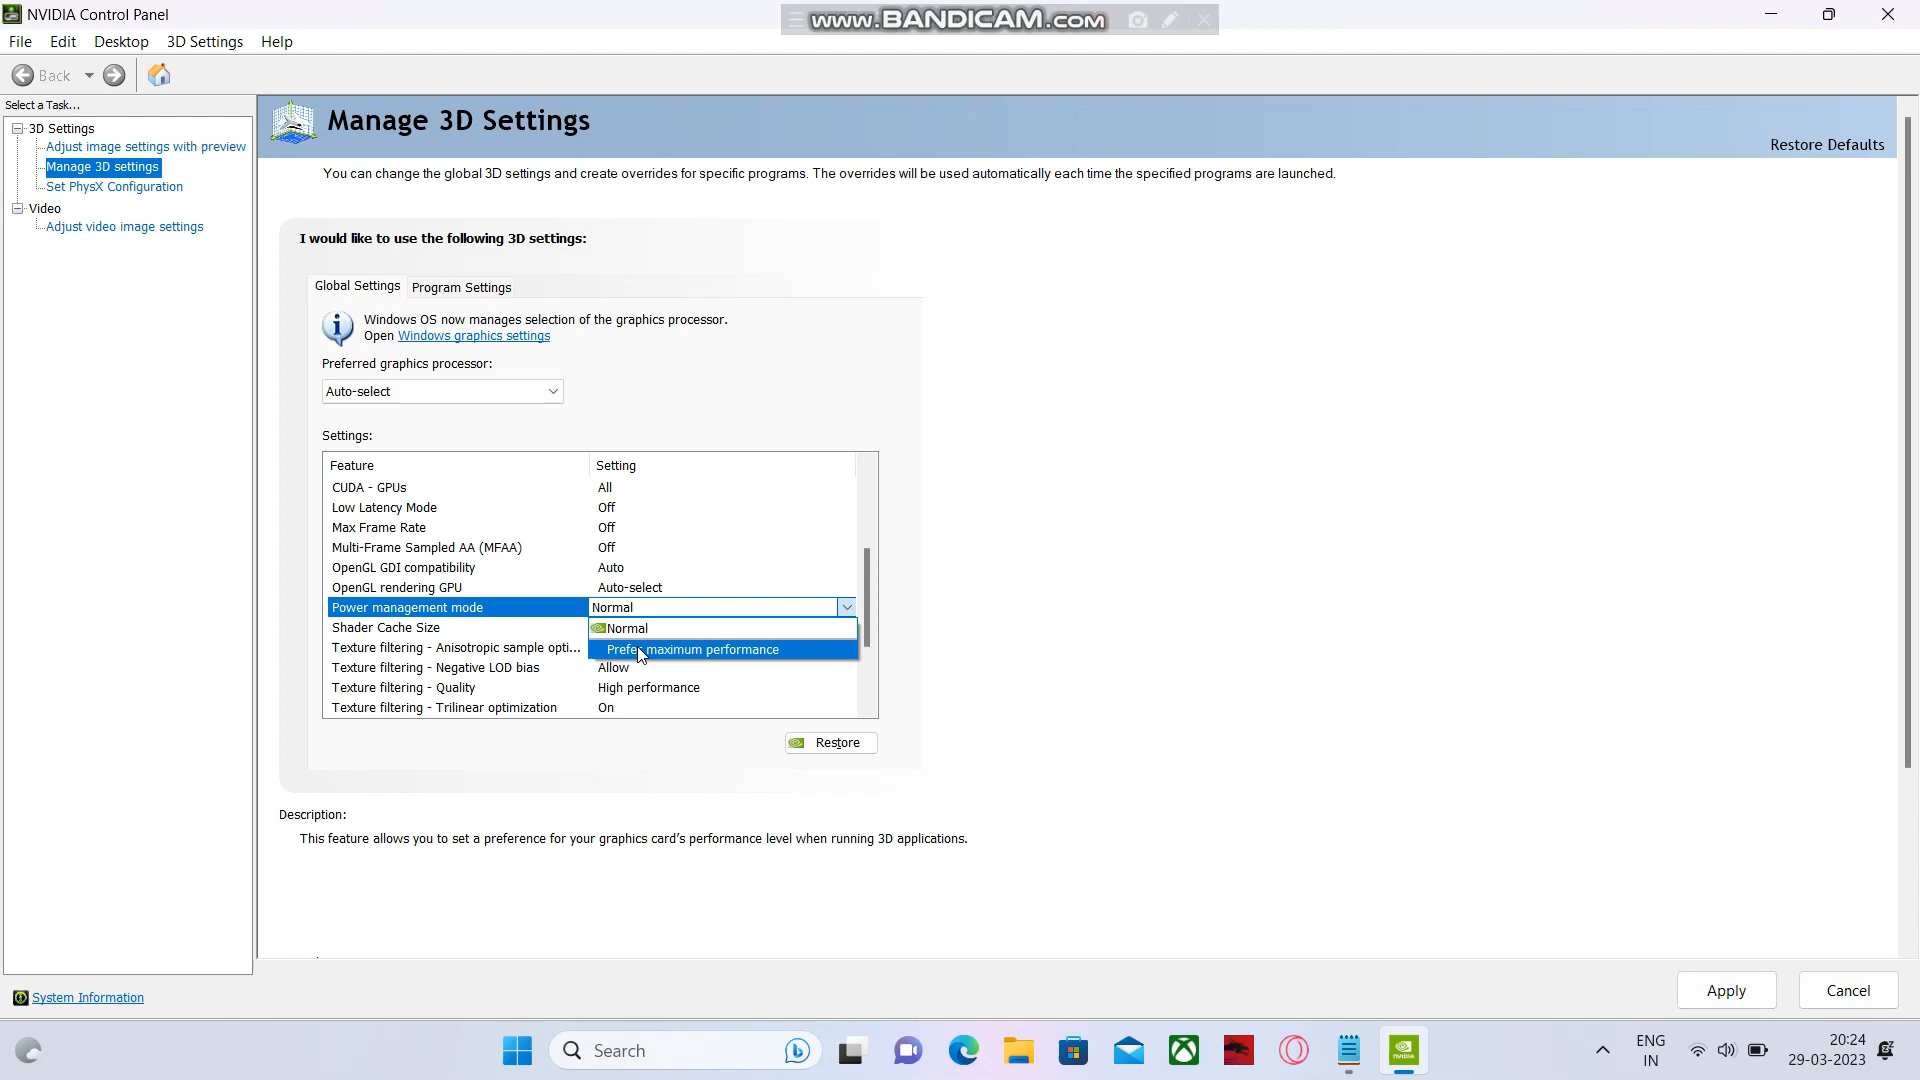 NVIDIA Control Panel
www.BANDICAM.com
File Edit Desktop 3D Settings Help
Back
Select a Task...
3D Settings
Adjust image settings with preview
Manage 3D settings
Set PhysX Configuration
Video
Adjust video image settings
System Information
Manage 3D Settings
Restore Defaults
You can change the global 3D settings and create overrides for specific programs. The overrides will be used automatically each time the specified programs are launched.
I would like to use the following 3D settings:
Global Settings Program Settings
Windows OS now manages selection of the graphics processor.
Open Windows graphics settings
Preferred graphics processor:
Auto-select
Settings:
Feature Setting
CUDA - GPUs All
Low Latency Mode Off
Max Frame Rate Off
Multi-Frame Sampled AA (MFAA) Off
OpenGL GDI compatibility Auto
OpenGL rendering GPU Auto-select
Power management mode Normal
Shader Cache Size Normal
Texture filtering - Anisotropic sample opti... Prefer maximum performance
Texture filtering - Negative LOD bias Allow
Texture filtering - Quality High performance
Texture filtering - Trilinear optimization On
Restore
Description:
This feature allows you to set a preference for your graphics card's performance level when running 3D applications.
Apply Cancel
Search
NVIDIA
ENG
IN
20:24
29-03-2023